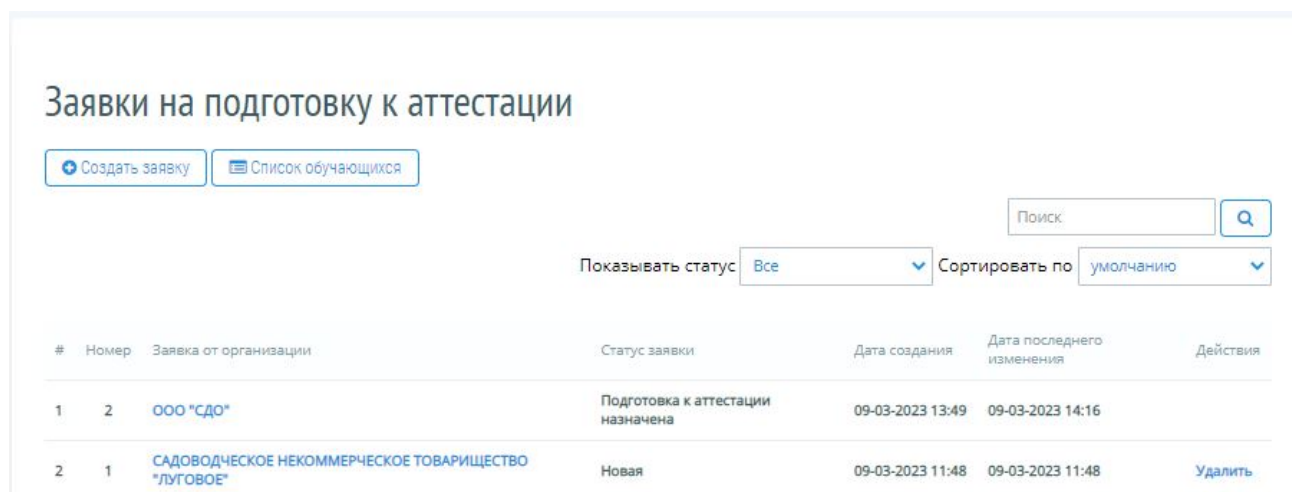 Заявки на подготовку к аттестации
Создать заявку Список обучающихся
Поиск
Показывать статус Все Сортировать по умолчанию
# Номер Заявка от организации Статус заявки Дата создания Дата последнего изменения Действия
1 2 ООО "СДО" Подготовка к аттестации назначена 09-03-2023 13:49 09-03-2023 14:16
2 1 САДОВОДЧЕСКОЕ НЕКОММЕРЧЕСКОЕ ТОВАРИЩЕСТВО "ЛУГОВОЕ" Новая 09-03-2023 11:48 09-03-2023 11:48 Удалить